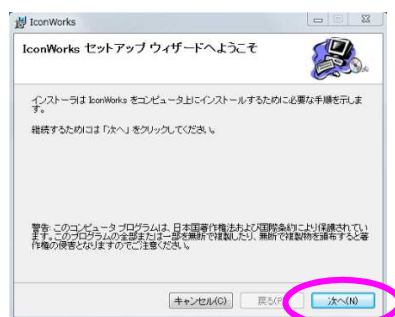 IconWorks
IconWorks セットアップ ウィザードへようこそ
インストーラは IconWorks をコンピュータ上にインストールするために必要な手順を示しま
す。
継続するためには「次へ」をクリックしてください。
警告: このコンピュータ プログラムは、日本国著作権法および国際条約により保護されてい
ます。このプログラムの全部または一部を無断で複製したり、無断で複製物を頒布すると著
作権の侵害となりますのでご注意ください。
キャンセル(C) 戻る(P) 次へ(N)